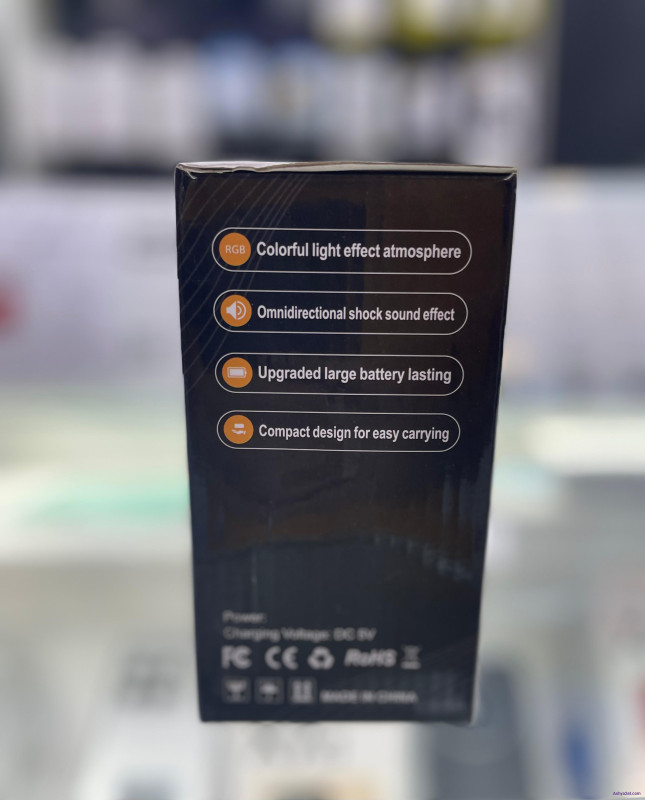 RGB
Colorful light effect atmosphere
Omnidirectional shock sound effect
Upgraded large battery lasting
Compact design for easy carrying
Power:
Charging Voltage: DC 5V
FC CE RoHS
MADE IN CHINA